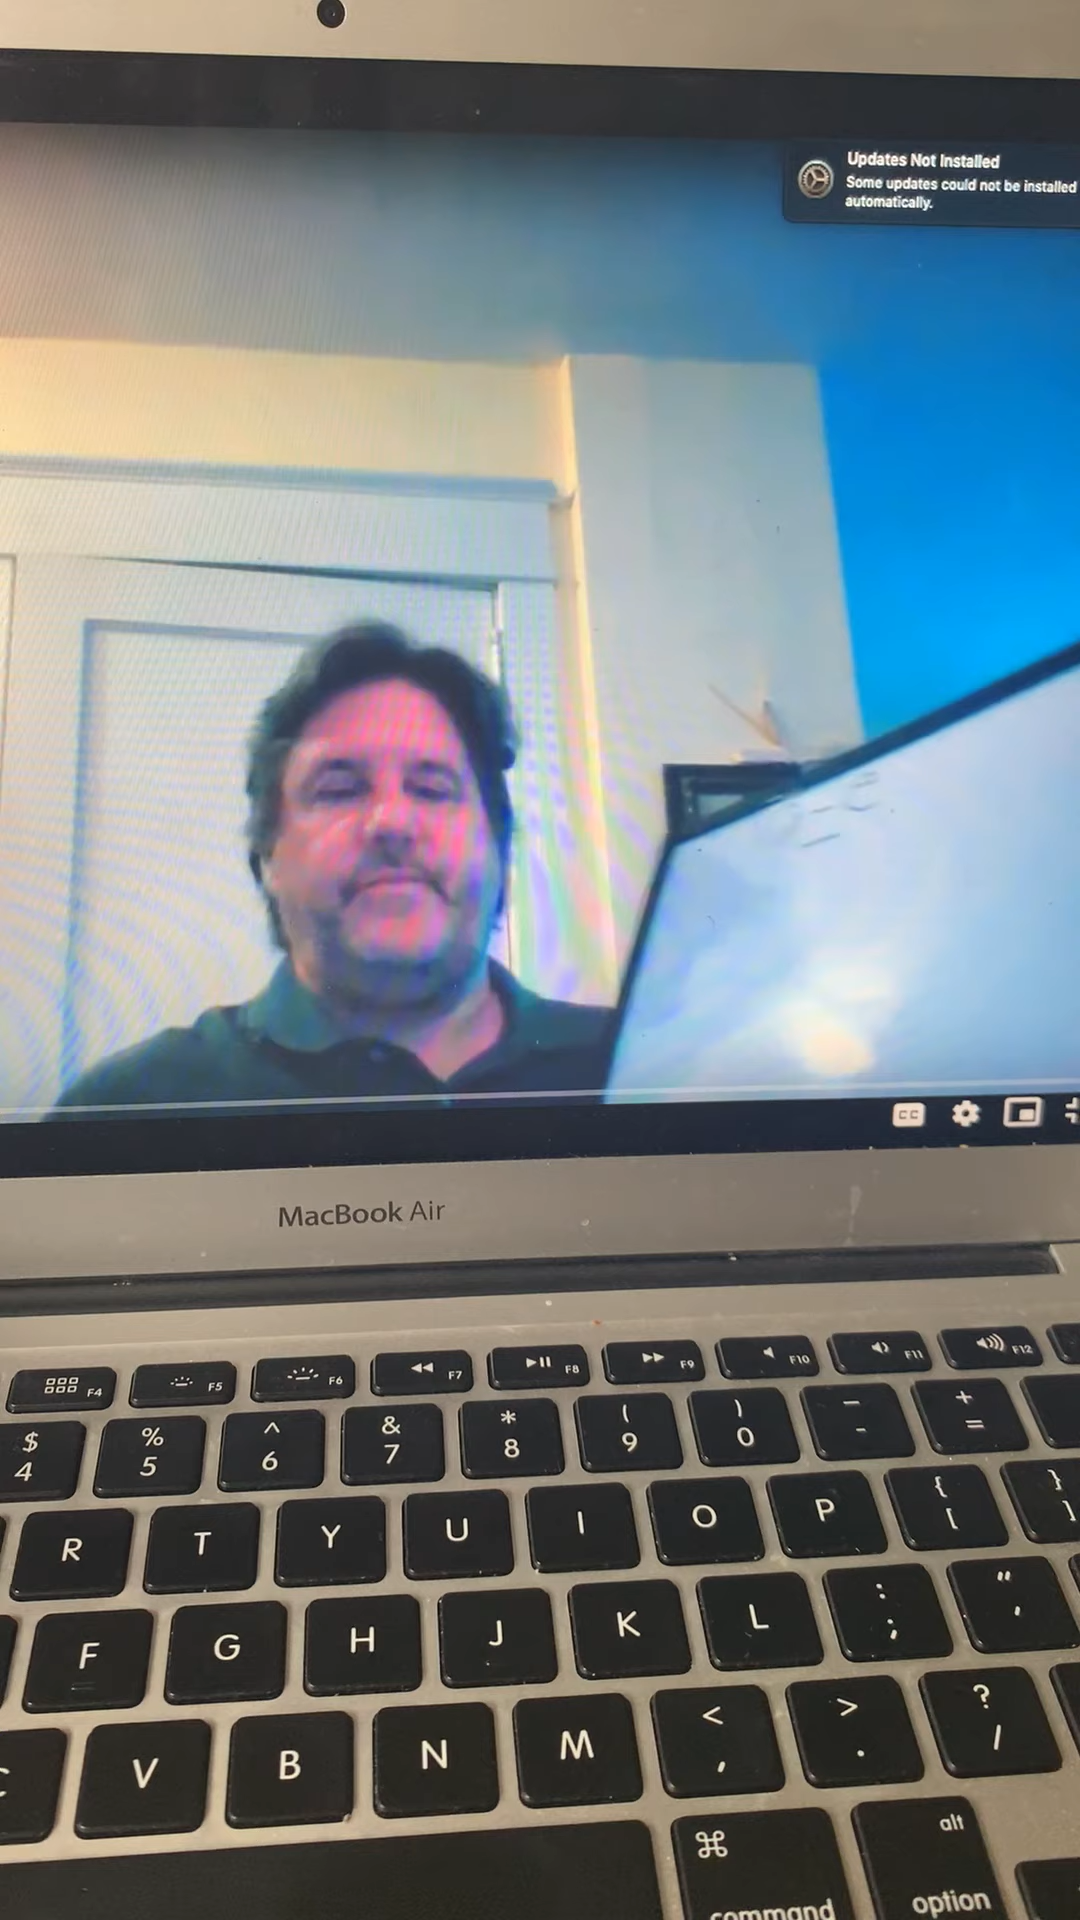 Updates Not Installed
Some updates could not be installed
automatically.
CC
MacBook Air
F4 F5 F6 F7 F8 F9 F10 F11 F12
$ % ^ & * ( ) — +
4 5 6 7 8 9 0 - =
{ }
R T Y U I O P [ ]
: "
F G H J K L ; '
< > ?
V B N M , . /
⌘ alt
command option